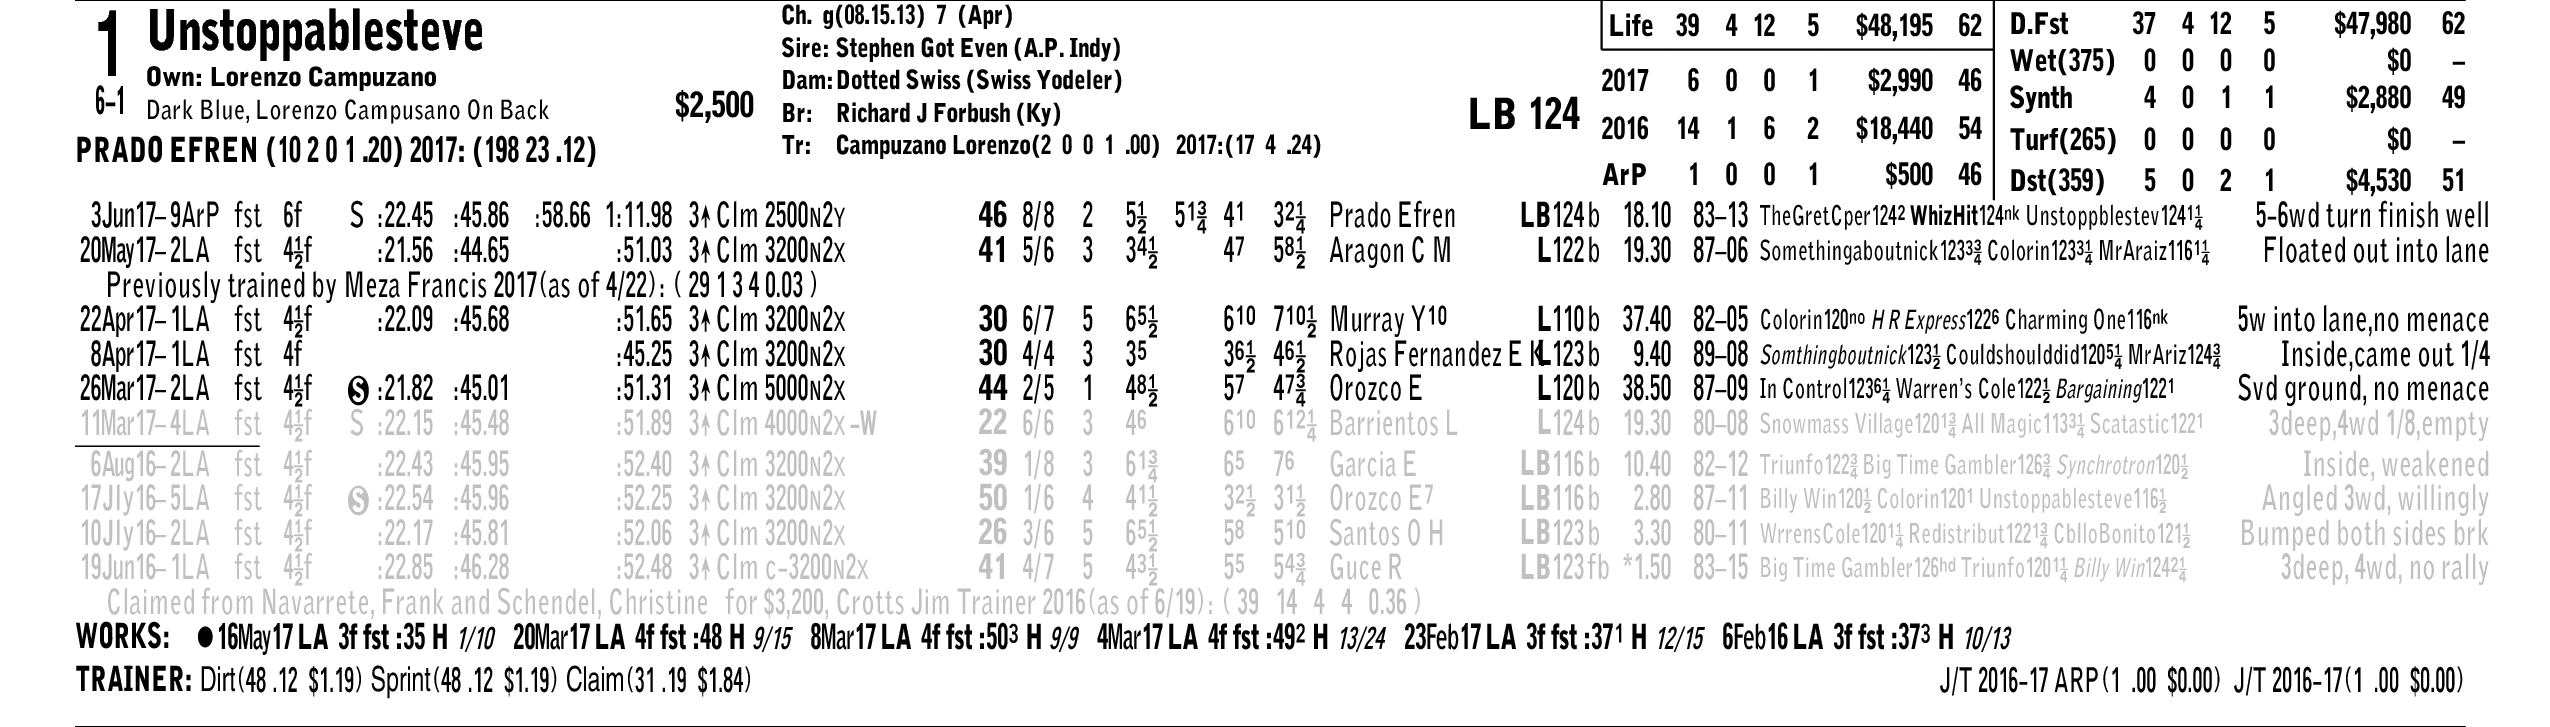 1 Unstoppablesteve
Own: Lorenzo Campuzano
6–1 Dark Blue, Lorenzo Campusano On Back $2,500
PRADO EFREN (10 2 0 1 .20) 2017: (198 23 .12)
Ch. g(08.15.13) 7 (Apr)
Sire: Stephen Got Even (A.P. Indy)
Dam: Dotted Swiss (Swiss Yodeler)
Br: Richard J Forbush (Ky)
Tr: Campuzano Lorenzo(2 0 0 1 .00) 2017:(17 4 .24)
LB 124
Life 39 4 12 5 $48,195 62
2017 6 0 0 1 $2,990 46
2016 14 1 6 2 $18,440 54
ArP 1 0 0 1 $500 46
D.Fst 37 4 12 5 $47,980 62
Wet(375) 0 0 0 0 $0 –
Synth 4 0 1 1 $2,880 49
Turf(265) 0 0 0 0 $0 –
Dst(359) 5 0 2 1 $4,530 51
3Jun17–9ArP fst 6f S :22.45 :45.86 :58.66 1:11.98 3↑ Clm 2500N2Y 46 8/8 2 5½ 51¾ 41 32¼ Prado Efren LB124b 18.10 83–13 TheGretCper1242 WhizHit124nk Unstoppblestev1241¼ 5–6wd turn finish well
20May17–2LA fst 4½f :21.56 :44.65 :51.03 3↑ Clm 3200N2X 41 5/6 3 34½ 47 58½ Aragon C M L122b 19.30 87–06 Somethingaboutnick1233¾ Colorin1233¼ MrAraiz1161¼ Floated out into lane
Previously trained by Meza Francis 2017(as of 4/22): ( 29 1 3 4 0.03 )
22Apr17–1LA fst 4½f :22.09 :45.68 :51.65 3↑ Clm 3200N2X 30 6/7 5 65½ 610 710½ Murray Y10 L110b 37.40 82–05 Colorin120no H R Express1226 Charming One116nk 5w into lane,no menace
8Apr17–1LA fst 4f :45.25 3↑ Clm 3200N2X 30 4/4 3 35 36½ 46½ Rojas Fernandez E K L123b 9.40 89–08 Somthingboutnick123½ Couldshoulddid1205¼ MrAriz124¾ Inside,came out 1/4
26Mar17–2LA fst 4½f S :21.82 :45.01 :51.31 3↑ Clm 5000N2X 44 2/5 1 48½ 57 47¾ Orozco E L120b 38.50 87–09 In Control1236¼ Warren's Cole122½ Bargaining1221 Svd ground, no menace
11Mar17–4LA fst 4½f S :22.15 :45.48 :51.89 3↑ Clm 4000N2X –W 22 6/6 3 46 610 612¼ Barrientos L L124b 19.30 80–08 Snowmass Village1201¾ All Magic1133¼ Scatastic1221 3deep,4wd 1/8,empty
6Aug16–2LA fst 4½f :22.43 :45.95 :52.40 3↑ Clm 3200N2X 39 1/8 3 61¾ 65 76 Garcia E LB116b 10.40 82–12 Triunfo122¾ Big Time Gambler126¾ Synchrotron120½ Inside, weakened
17Jly16–5LA fst 4½f S :22.54 :45.96 :52.25 3↑ Clm 3200N2X 50 1/6 4 41½ 32½ 31½ Orozco E7 LB116b 2.80 87–11 Billy Win120½ Colorin1201 Unstoppablesteve116½ Angled 3wd, willingly
10Jly16–2LA fst 4½f :22.17 :45.81 :52.06 3↑ Clm 3200N2X 26 3/6 5 65½ 58 510 Santos O H LB123b 3.30 80–11 WrrensCole1201¼ Redistribut1221¾ CblloBonito121½ Bumped both sides brk
19Jun16–1LA fst 4½f :22.85 :46.28 :52.48 3↑ Clm c–3200N2X 41 4/7 5 43½ 55 54¾ Guce R LB123fb *1.50 83–15 Big Time Gambler126hd Triunfo1201¼ Billy Win1242¼ 3deep, 4wd, no rally
Claimed from Navarrete, Frank and Schendel, Christine for $3,200, Crotts Jim Trainer 2016(as of 6/19): ( 39 14 4 4 0.36 )
WORKS: ●16May17 LA 3f fst :35 H 1/10 20Mar17 LA 4f fst :48 H 9/15 8Mar17 LA 4f fst :503 H 9/9 4Mar17 LA 4f fst :492 H 13/24 23Feb17 LA 3f fst :371 H 12/15 6Feb16 LA 3f fst :373 H 10/13
TRAINER: Dirt(48 .12 $1.19) Sprint(48 .12 $1.19) Claim(31 .19 $1.84) J/T 2016–17 ARP(1 .00 $0.00) J/T 2016–17(1 .00 $0.00)